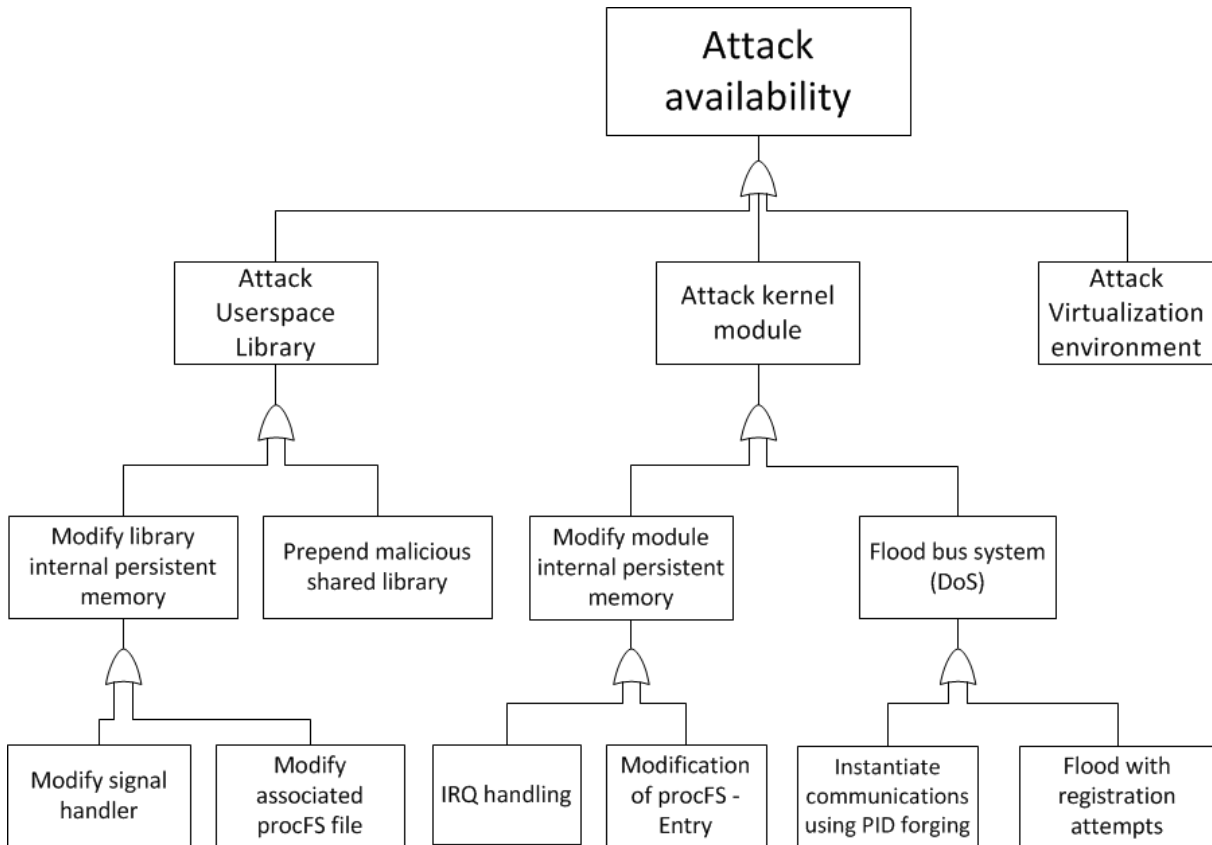 Attack
availability
Attack
Userspace
Library
Attack kernel
module
Attack
Virtualization
environment
Modify library
internal persistent
memory
Prepend malicious
shared library
Modify module
internal persistent
memory
Flood bus system
(DoS)
Modify signal
handler
Modify
associated
procFS file
IRQ handling
Modification
of procFS -
Entry
Instantiate
communications
using PID forging
Flood with
registration
attempts